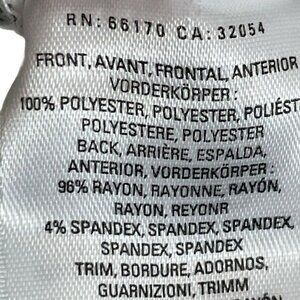 RN: 66170 CA: 32054
FRONT, AVANT, FRONTAL, ANTERIOR
VORDERKÖRPER:
100% POLYESTER, POLYESTER, POLIÉST
POLYESTERE, POLYESTER
BACK, ARRIÈRE, ESPALDA,
ANTERIOR, VORDERKÖRPER:
96% RAYON, RAYONNE, RAYÓN,
RAYON, REYONR
4% SPANDEX, SPANDEX, SPANDEX,
SPANDEX, SPANDEX
TRIM, BORDURE, ADORNOS,
GUARNIZIONI, TRIMM